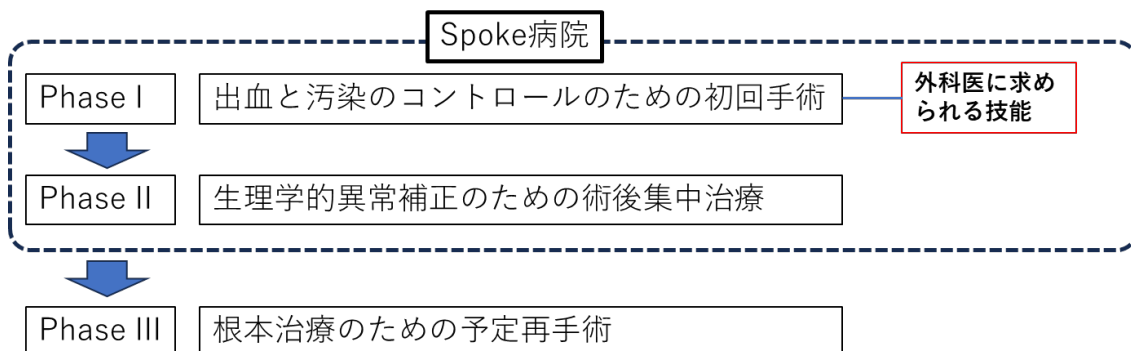 Spoke病院
Phase I
出血と汚染のコントロールのための初回手術
外科医に求め
られる技能
Phase II
生理学的異常補正のための術後集中治療
Phase III
根本治療のための予定再手術